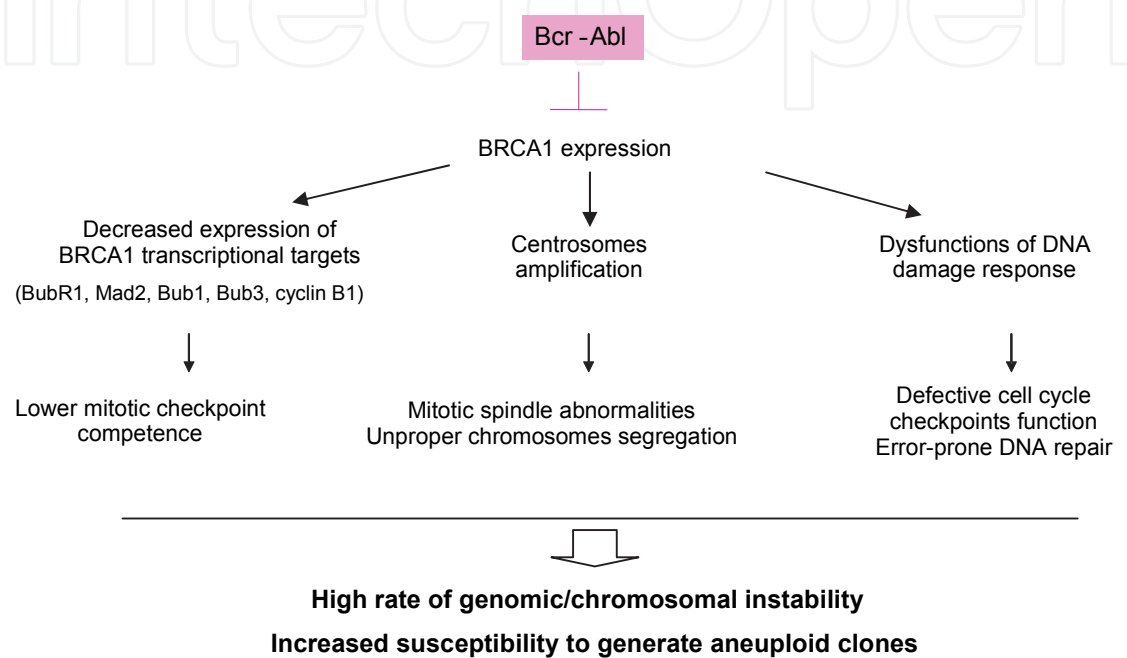 IntechOpen
Bcr - Abl
BRCA1 expression
Decreased expression of
BRCA1 transcriptional targets
(BubR1, Mad2, Bub1, Bub3, cyclin B1)
Centrosomes
amplification
Dysfunctions of DNA
damage response
Lower mitotic checkpoint
competence
Mitotic spindle abnormalities
Unproper chromosomes segregation
Defective cell cycle
checkpoints function
Error-prone DNA repair
High rate of genomic/chromosomal instability
Increased susceptibility to generate aneuploid clones